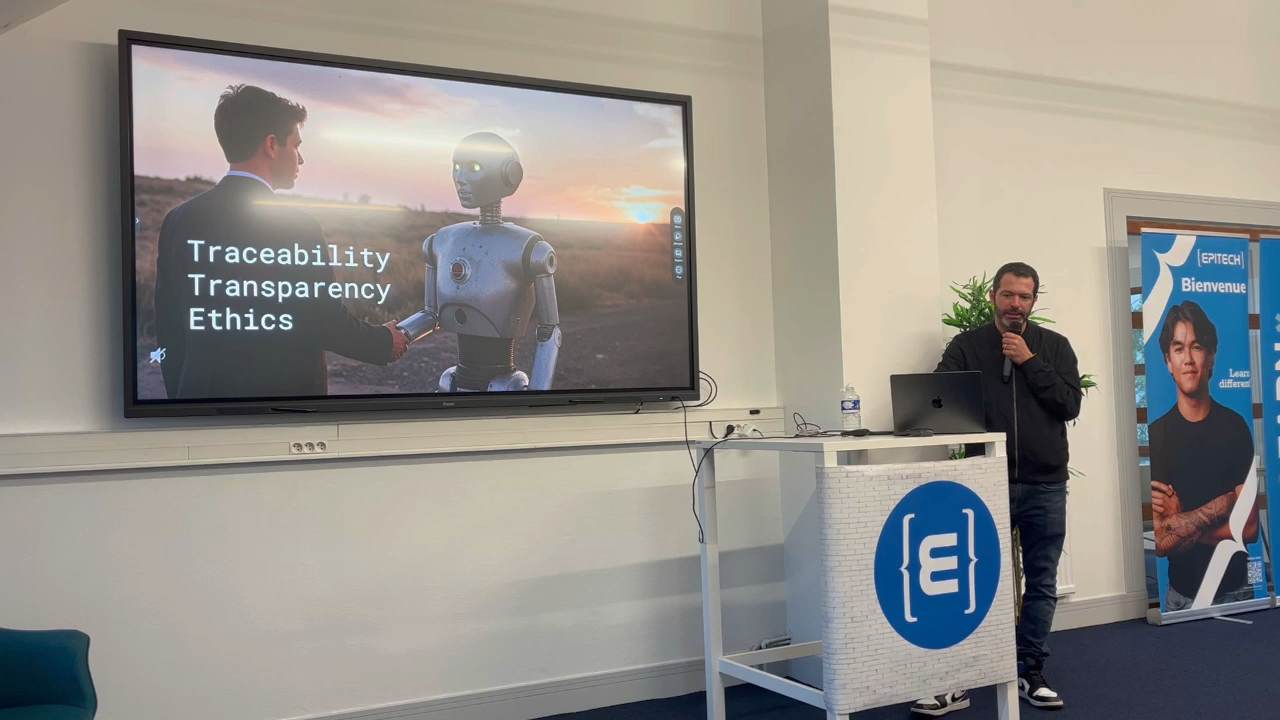 Traceability
Transparency
Ethics
{E}
{EPITECH}
Bienvenue
Learn
different